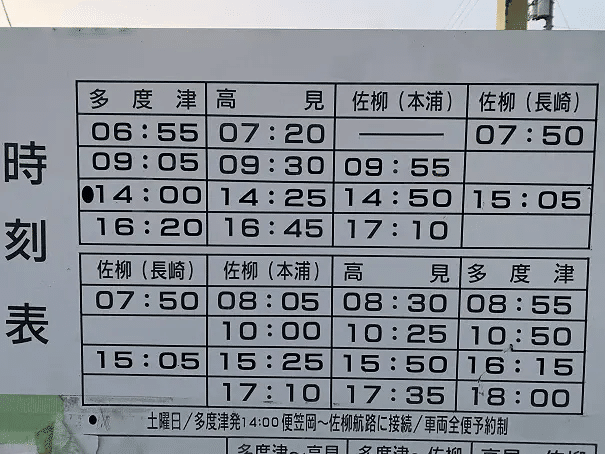 時刻表
多度津 高見 佐柳(本浦) 佐柳(長崎)
06:55 07:20 ―― 07:50
09:05 09:30 09:55
●14:00 14:25 14:50 15:05
16:20 16:45 17:10
佐柳(長崎) 佐柳(本浦) 高見 多度津
07:50 08:05 08:30 08:55
10:00 10:25 10:50
15:05 15:25 15:50 16:15
17:10 17:35 18:00
● 土曜日/多度津発14:00便笠岡~佐柳航路に接続/車両全便予約制